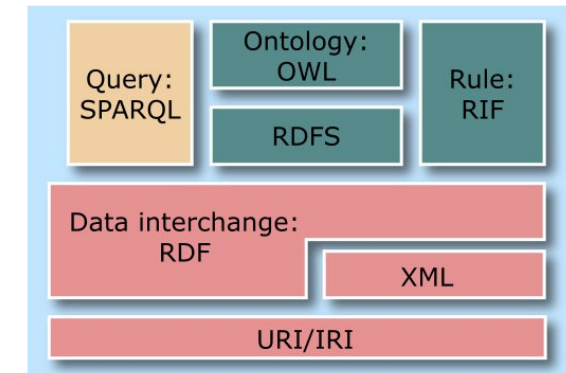 Query:
SPARQL
Ontology:
OWL
RDFS
Rule:
RIF
Data interchange:
RDF
XML
URI/IRI